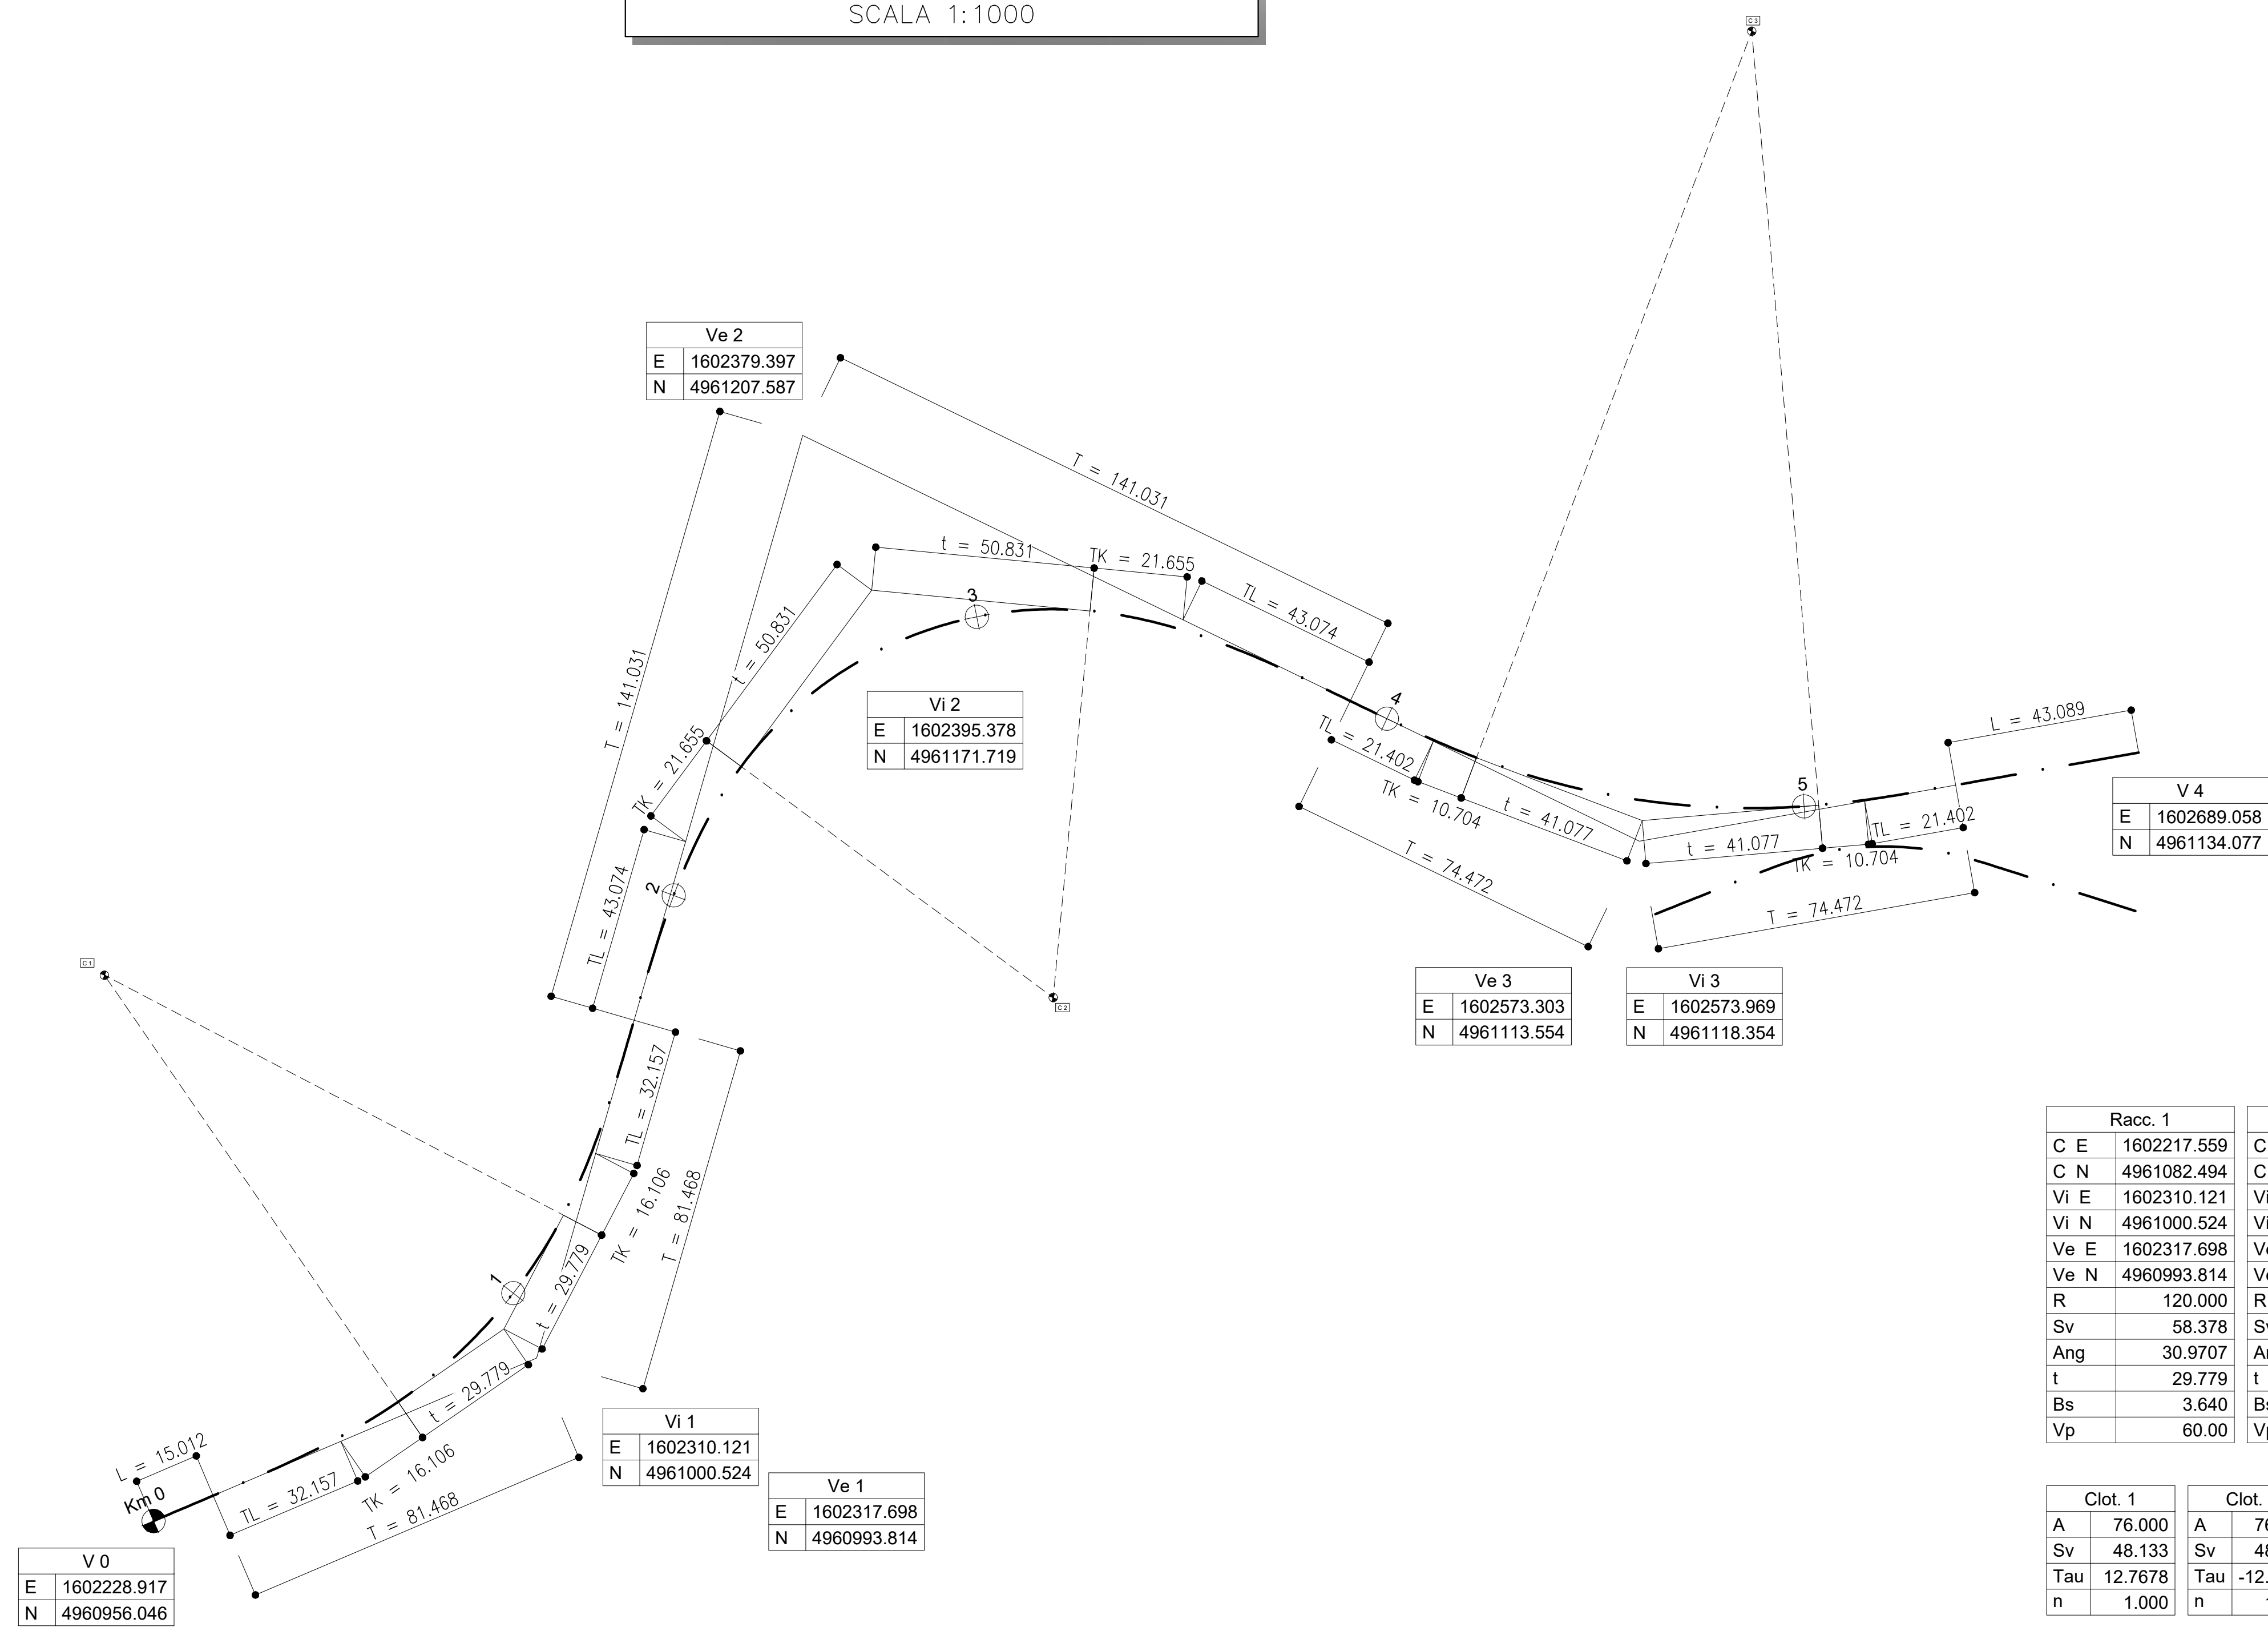 SCALA 1:1000
C 3
Ve 2
E 1602379.397
N 4961207.587
T = 141.031
t = 50.831
TK = 21.655
TL = 43.074
3
t = 50.831
T = 141.031
TK = 21.655
Vi 2
E 1602395.378
N 4961171.719
4
TL = 21.402
TK = 10.704
t = 41.077
T = 74.472
L = 43.089
5
TL = 21.402
t = 41.077
TK = 10.704
T = 74.472
V 4
E 1602689.058
N 4961134.077
2
TL = 43.074
C 1
C 2
Ve 3
E 1602573.303
N 4961113.554
Vi 3
E 1602573.969
N 4961118.354
TL = 32.157
TK = 16.106
T = 81.468
t = 29.779
1
t = 29.779
L = 15.012
Km 0
TL = 32.157
TK = 16.106
T = 81.468
Vi 1
E 1602310.121
N 4961000.524
Ve 1
E 1602317.698
N 4960993.814
V 0
E 1602228.917
N 4960956.046
Racc. 1
C E 1602217.559 C
C N 4961082.494 C
Vi E 1602310.121 Vi
Vi N 4961000.524 Vi
Ve E 1602317.698
Ve N 4960993.814
R 120.000 R
Sv 58.378
Ang 30.9707
t 29.779 t
Bs 3.640
Vp 60.00
Clot. 1 Clot.
A 76.000 A
Sv 48.133 Sv
Tau 12.7678 Tau -12.
n 1.000 n